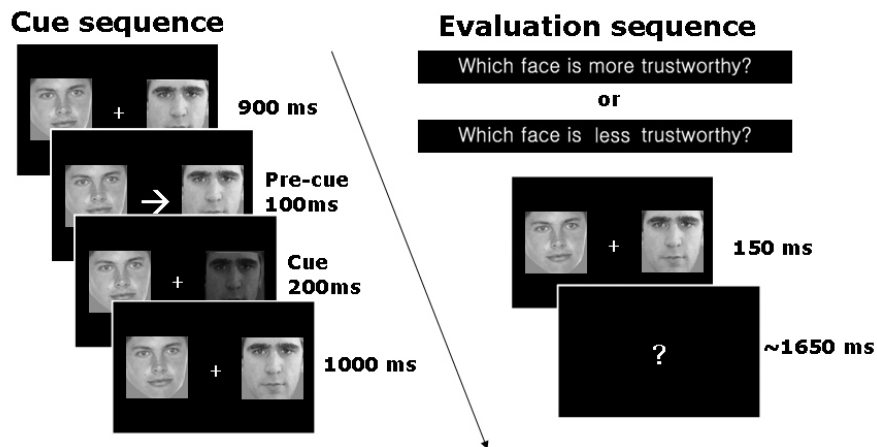 Cue sequence
900 ms
Pre-cue
100ms
Cue
200ms
1000 ms
Evaluation sequence
Which face is more trustworthy?
or
Which face is less trustworthy?
150 ms
?
~1650 ms